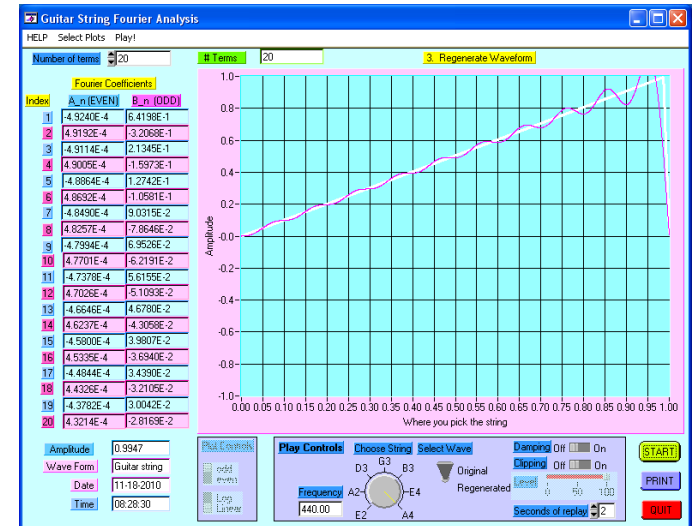 Guitar String Fourier Analysis
HELP Select Plots Play!
Number of terms 20 # Terms 20 3. Regenerate Waveform
Fourier Coefficients
Index A_n (EVEN) B_n (ODD)
1 -4.9240E-4 6.4198E-1
2 4.9192E-4 -3.2068E-1
3 -4.9114E-4 2.1345E-1
4 4.9005E-4 -1.5973E-1
5 -4.8864E-4 1.2742E-1
6 4.8692E-4 -1.0581E-1
7 -4.8490E-4 9.0315E-2
8 4.8257E-4 -7.8646E-2
9 -4.7994E-4 6.9526E-2
10 4.7701E-4 -6.2191E-2
11 -4.7378E-4 5.6155E-2
12 4.7026E-4 -5.1093E-2
13 -4.6646E-4 4.6780E-2
14 4.6237E-4 -4.3058E-2
15 -4.5800E-4 3.9807E-2
16 4.5335E-4 -3.6940E-2
17 -4.4844E-4 3.4390E-2
18 4.4326E-4 -3.2105E-2
19 -4.3782E-4 3.0042E-2
20 4.3214E-4 -2.8169E-2
Amplitude
1.0
0.8
0.6
0.4
0.2
-0.0
-0.2
-0.4
-0.6
-0.8
-1.0
0.00 0.05 0.10 0.15 0.20 0.25 0.30 0.35 0.40 0.45 0.50 0.55 0.60 0.65 0.70 0.75 0.80 0.85 0.90 0.95 1.00
Where you pick the string
Amplitude 0.9947
Wave Form Guitar string
Date 11-18-2010
Time 08:28:30
Plot Controls
odd
even
Log
Linear
Play Controls Choose String Select Wave
Frequency
440.00
D3 G3 B3
A2 E4
E2 A4
Original
Regenerated
Damping Off On
Clipping Off On
Level
0 50 100
Seconds of replay 2
START
PRINT
QUIT